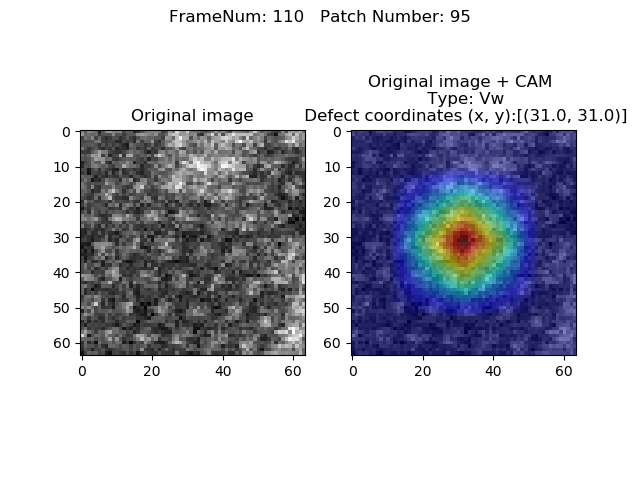 FrameNum: 110   Patch Number: 95
Original image
Original image + CAM
Type: Vw
Defect coordinates (x, y):[(31.0, 31.0)]
0
10
20
30
40
50
60
0 20 40 60
0
10
20
30
40
50
60
0 20 40 60